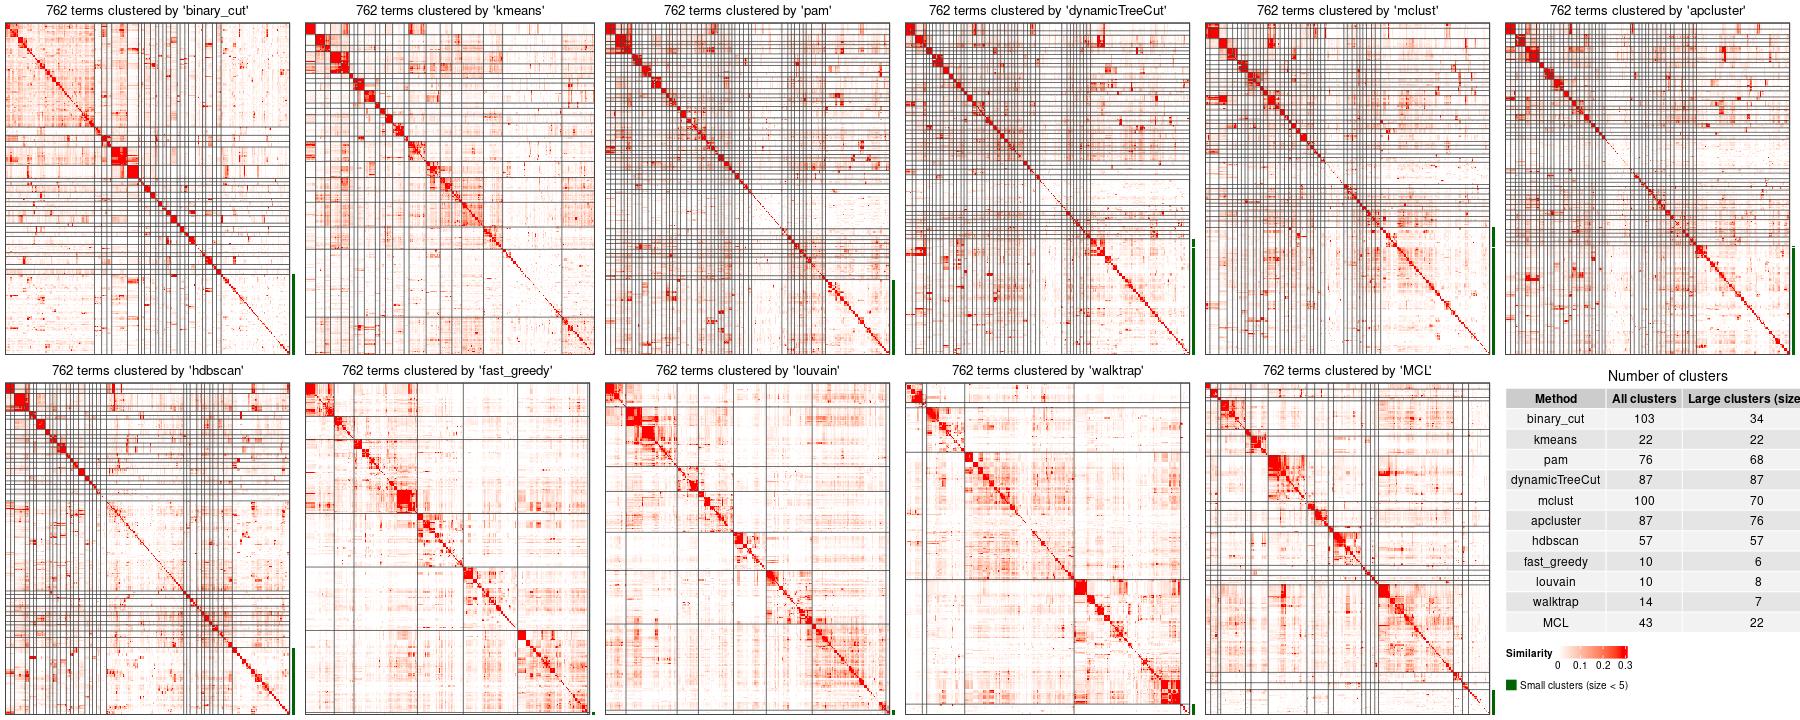 762 terms clustered by 'binary_cut'
762 terms clustered by 'kmeans'
762 terms clustered by 'pam'
762 terms clustered by 'dynamicTreeCut'
762 terms clustered by 'mclust'
762 terms clustered by 'apcluster'
762 terms clustered by 'hdbscan'
762 terms clustered by 'fast_greedy'
762 terms clustered by 'louvain'
762 terms clustered by 'walktrap'
762 terms clustered by 'MCL'
Number of clusters
Method All clusters Large clusters (size
binary_cut 103 34
kmeans 22 22
pam 76 68
dynamicTreeCut 87 87
mclust 100 70
apcluster 87 76
hdbscan 57 57
fast_greedy 10 6
louvain 10 8
walktrap 14 7
MCL 43 22
Similarity
0 0.1 0.2 0.3
Small clusters (size < 5)